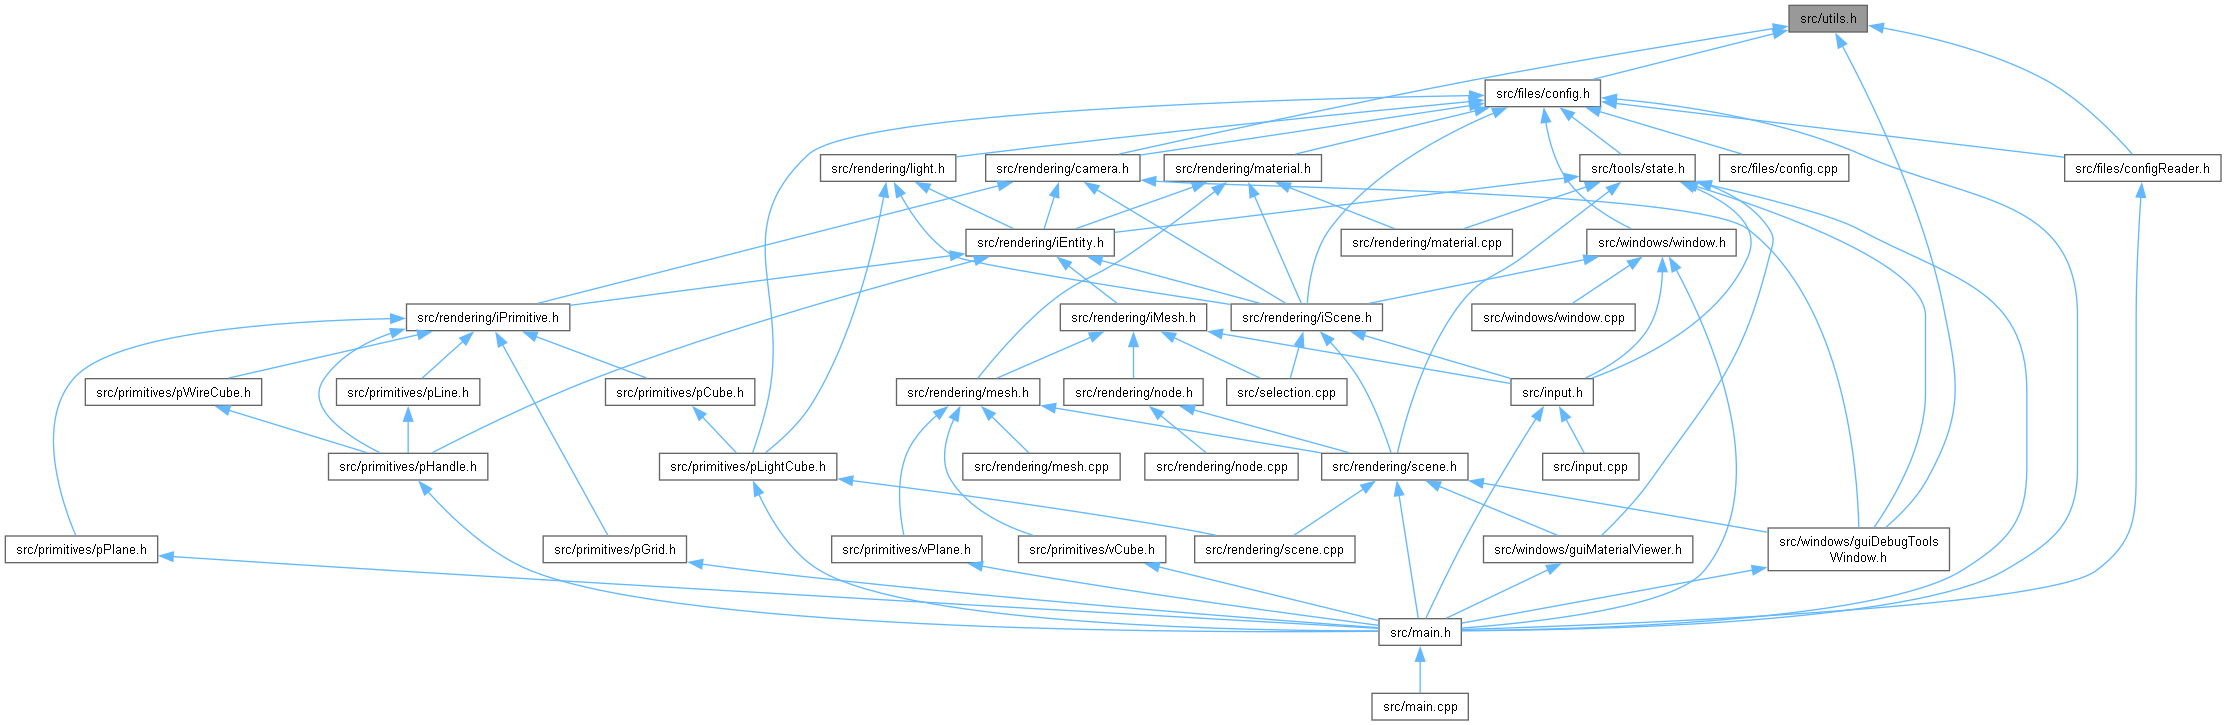 src/utils.h
src/files/config.h
src/rendering/light.h
src/rendering/camera.h
src/rendering/material.h
src/tools/state.h
src/files/config.cpp
src/files/configReader.h
src/rendering/iEntity.h
src/rendering/material.cpp
src/windows/window.h
src/rendering/iPrimitive.h
src/rendering/iMesh.h
src/rendering/iScene.h
src/windows/window.cpp
src/primitives/pWireCube.h
src/primitives/pLine.h
src/primitives/pCube.h
src/rendering/mesh.h
src/rendering/node.h
src/selection.cpp
src/input.h
src/primitives/pHandle.h
src/primitives/pLightCube.h
src/rendering/mesh.cpp
src/rendering/node.cpp
src/rendering/scene.h
src/input.cpp
src/primitives/pPlane.h
src/primitives/pGrid.h
src/primitives/vPlane.h
src/primitives/vCube.h
src/rendering/scene.cpp
src/windows/guiMaterialViewer.h
src/windows/guiDebugTools
Window.h
src/main.h
src/main.cpp